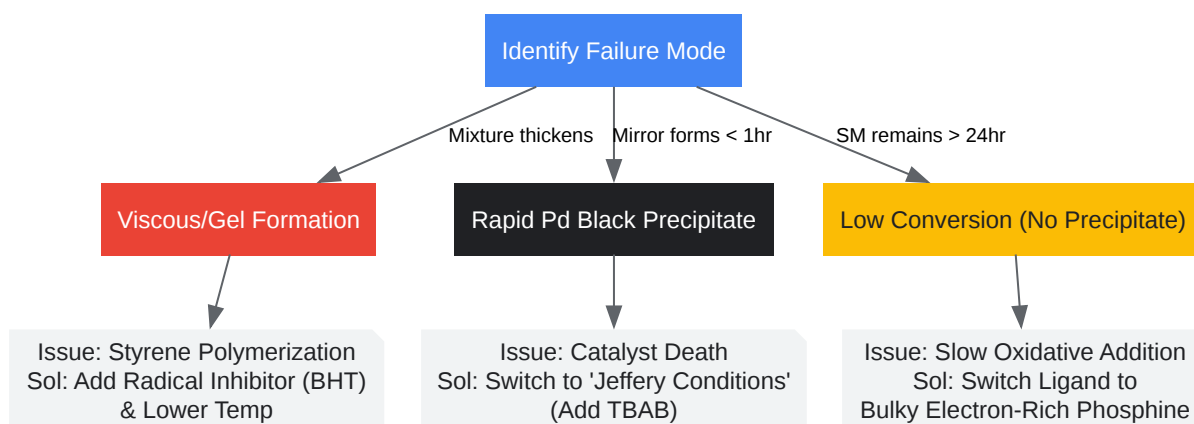 Identify Failure Mode
Mixture thickens
Mirror forms < 1hr
SM remains > 24hr
Viscous/Gel Formation
Rapid Pd Black Precipitate
Low Conversion (No Precipitate)
Issue: Styrene Polymerization
Sol: Add Radical Inhibitor (BHT)
& Lower Temp
Issue: Catalyst Death
Sol: Switch to 'Jeffery Conditions'
(Add TBAB)
Issue: Slow Oxidative Addition
Sol: Switch Ligand to
Bulky Electron-Rich Phosphine